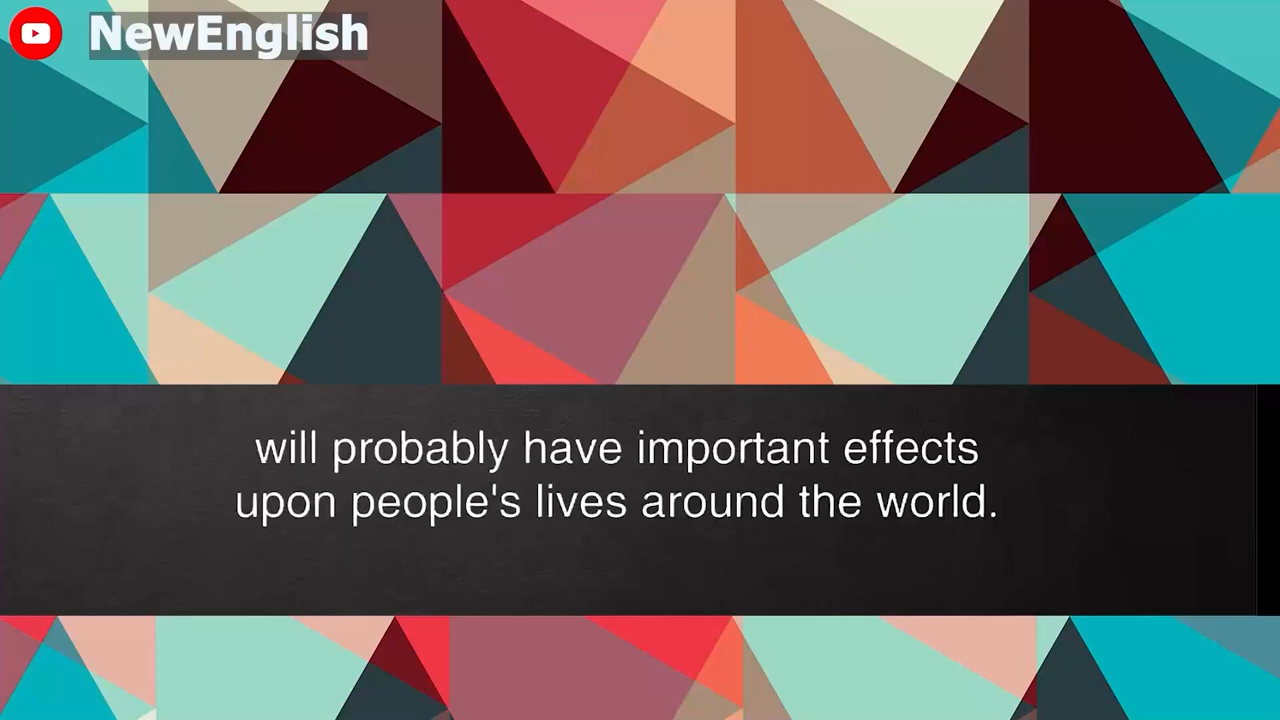 NewEnglish
will probably have important effects
upon people's lives around the world.